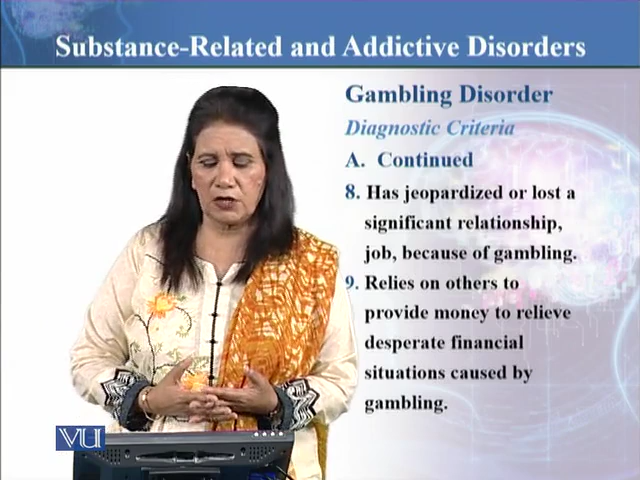 Substance-Related and Addictive Disorders
Gambling Disorder
Diagnostic Criteria
A. Continued
8. Has jeopardized or lost a
significant relationship,
job, because of gambling.
9. Relies on others to
provide money to relieve
desperate financial
situations caused by
gambling.
VU